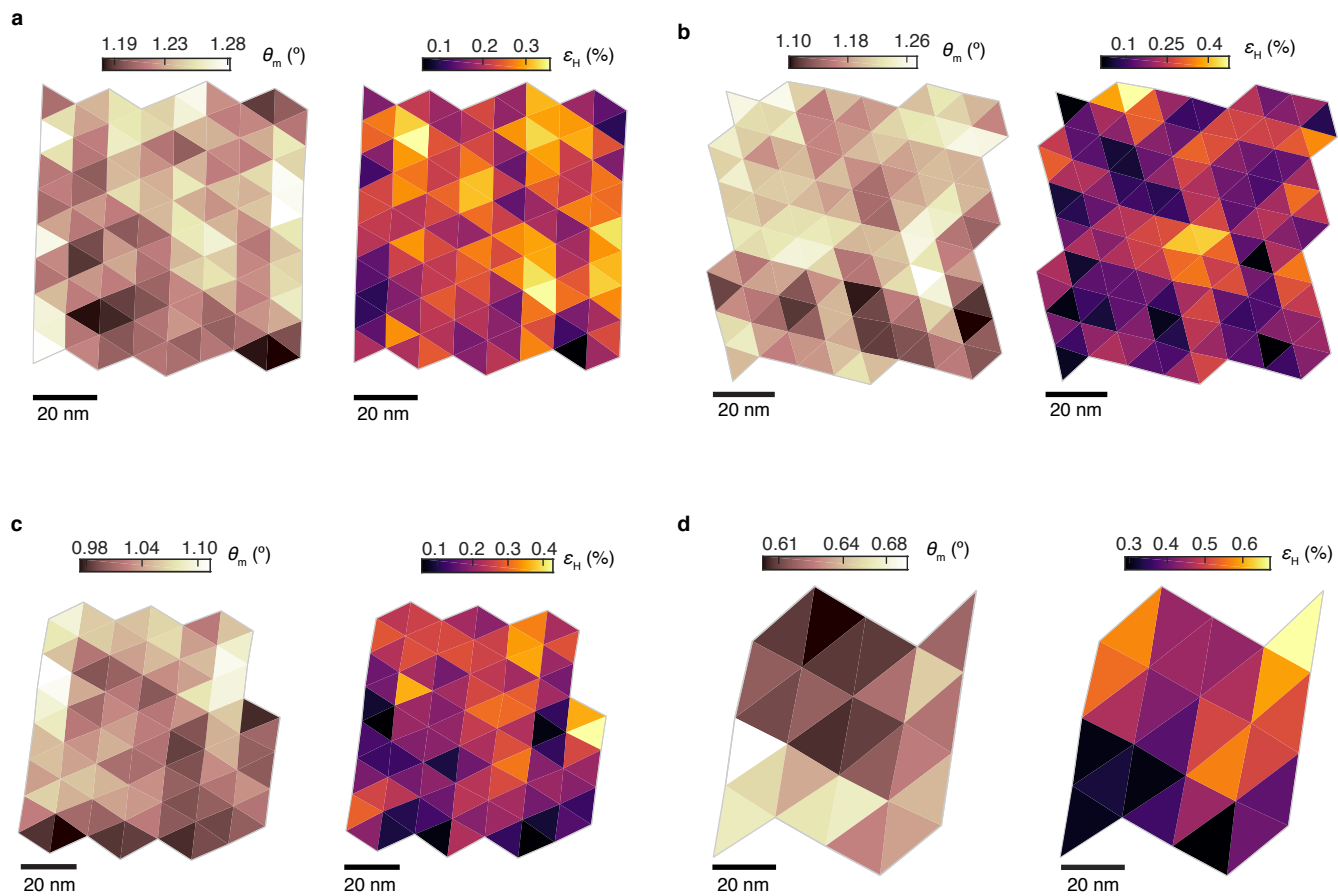 a
1.19 1.23 1.28 θm (º)
0.1 0.2 0.3 εH (%)
20 nm
20 nm
b
1.10 1.18 1.26 θm (º)
0.1 0.25 0.4 εH (%)
20 nm
20 nm
c
0.98 1.04 1.10 θm (º)
0.1 0.2 0.3 0.4 εH (%)
20 nm
20 nm
d
0.61 0.64 0.68 θm (º)
0.3 0.4 0.5 0.6 εH (%)
20 nm
20 nm